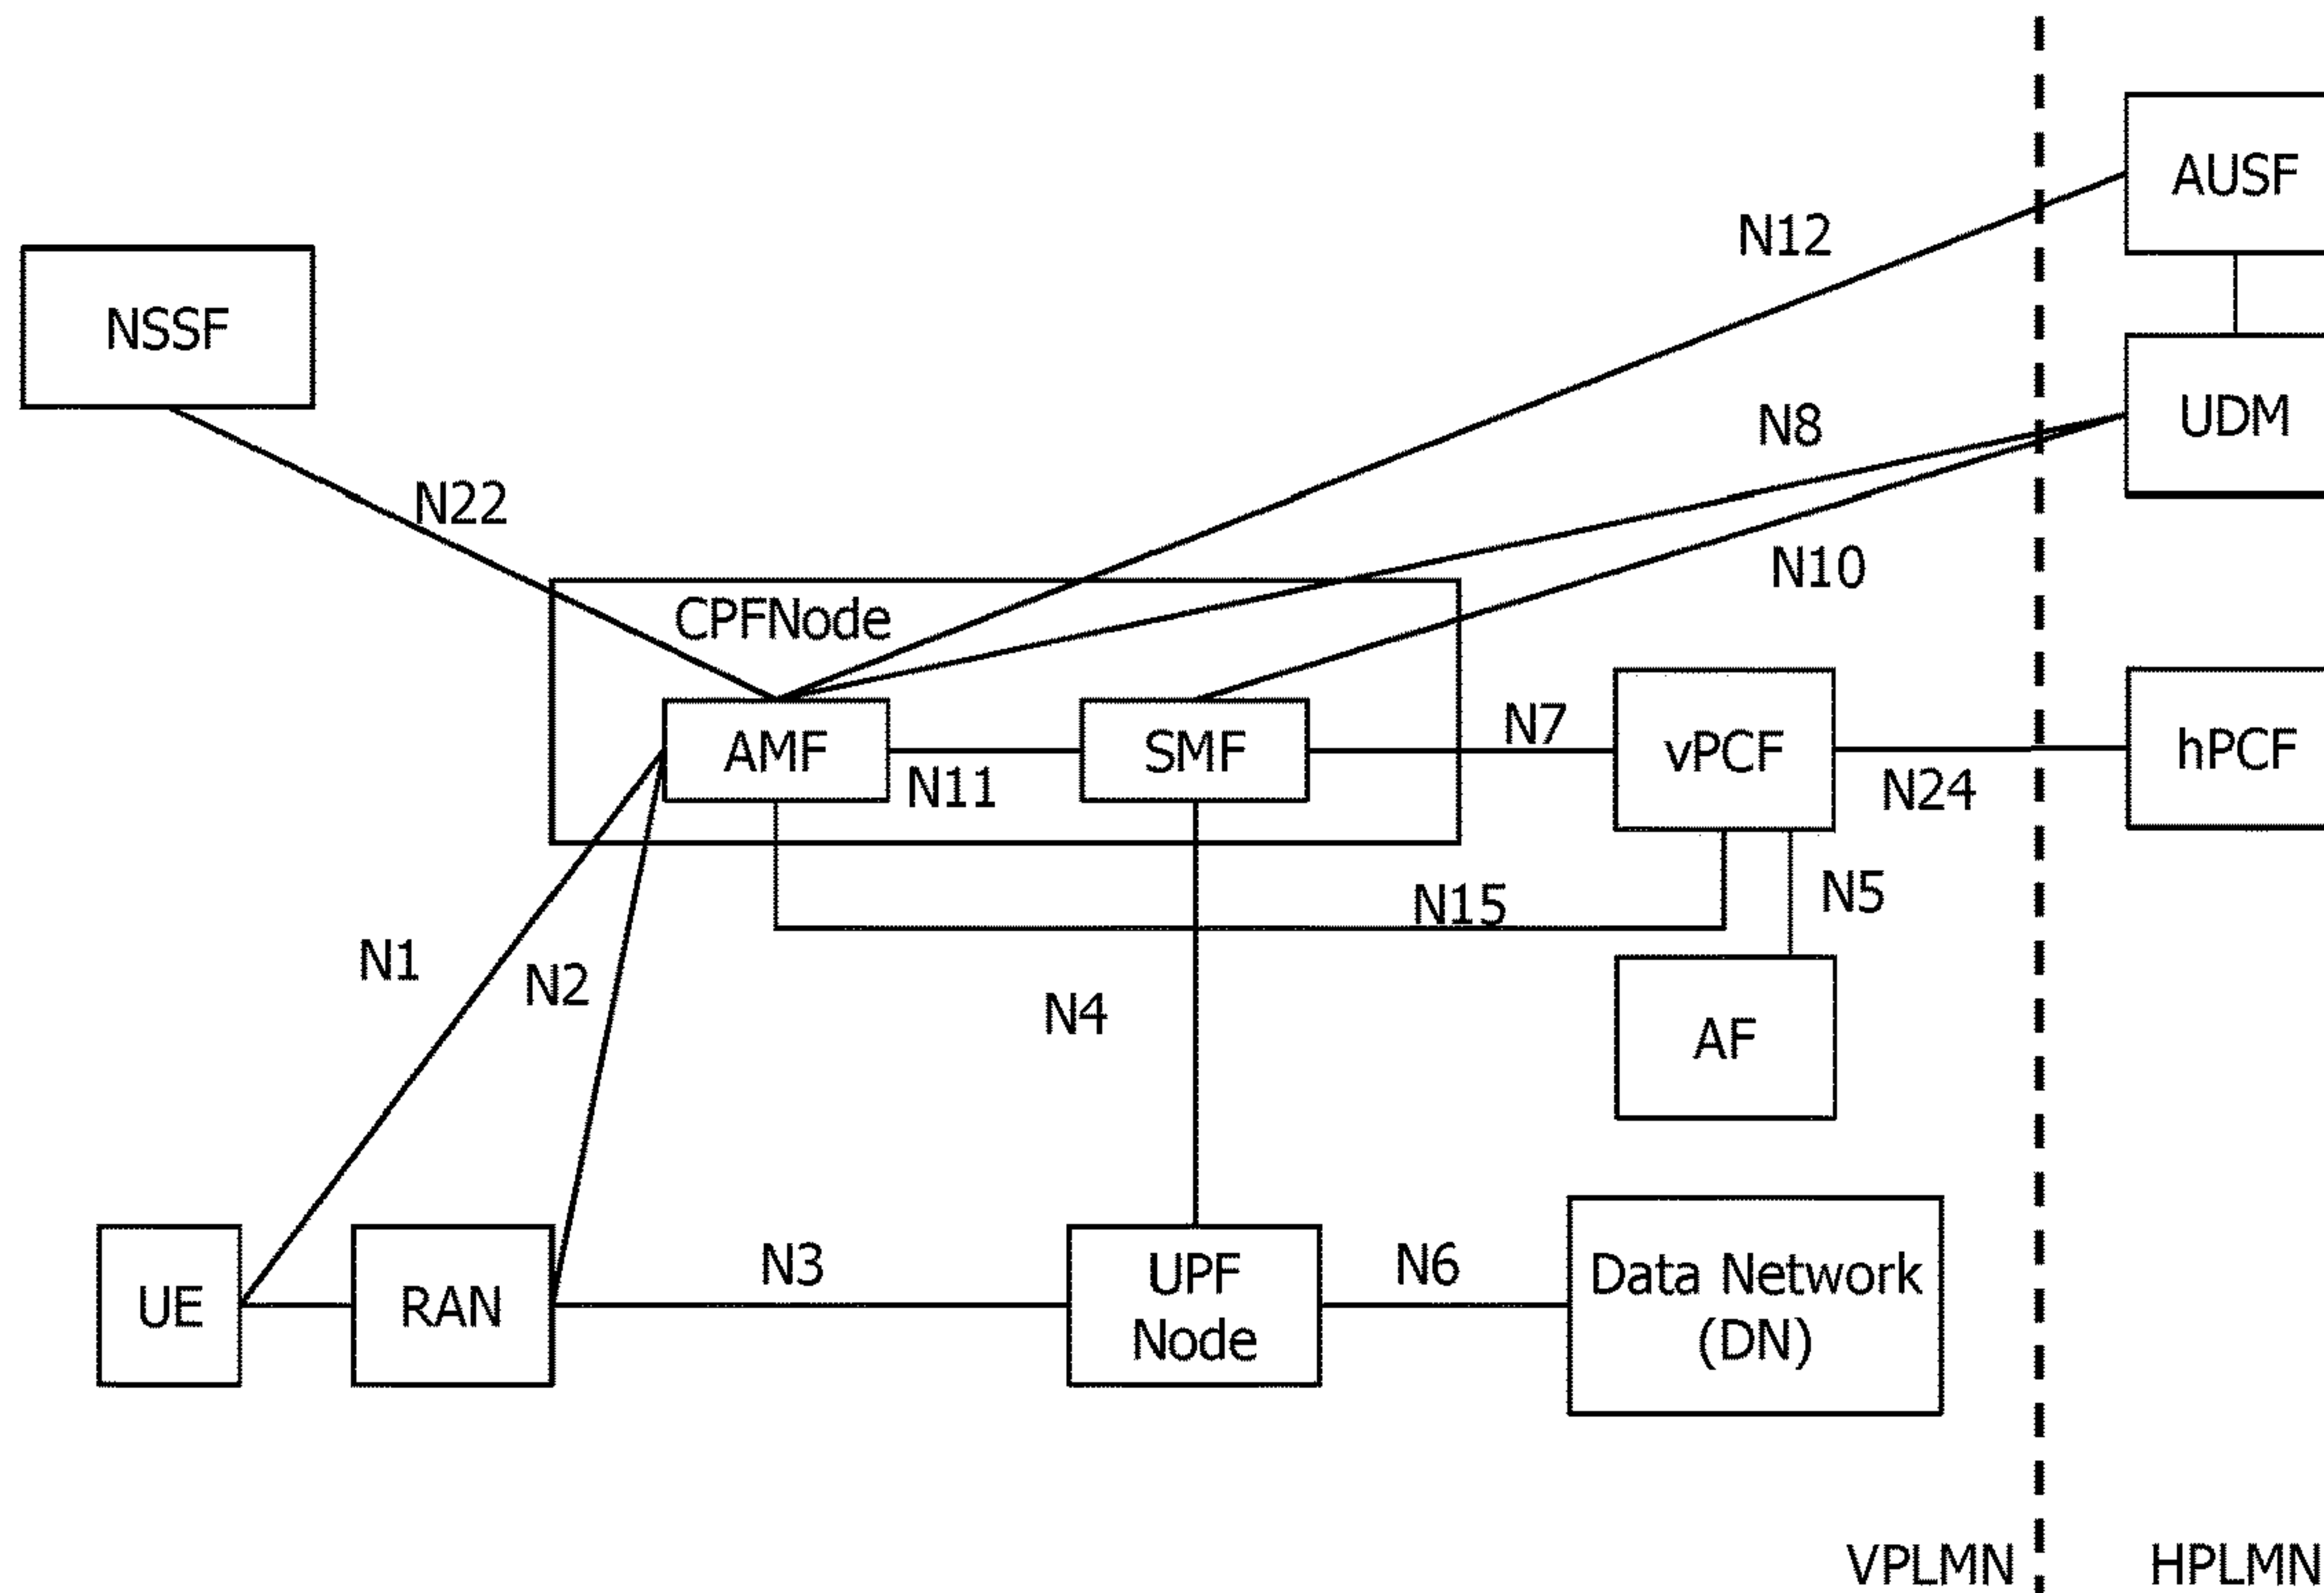 AUSF
N12
NSSF
N8
UDM
N22
N10
CPFNode
AMF
N11
SMF
N7
vPCF
N24
hPCF
N15
N5
N1
N2
N4
AF
UE
RAN
N3
UPF
Node
N6
Data Network
(DN)
VPLMN
HPLMN